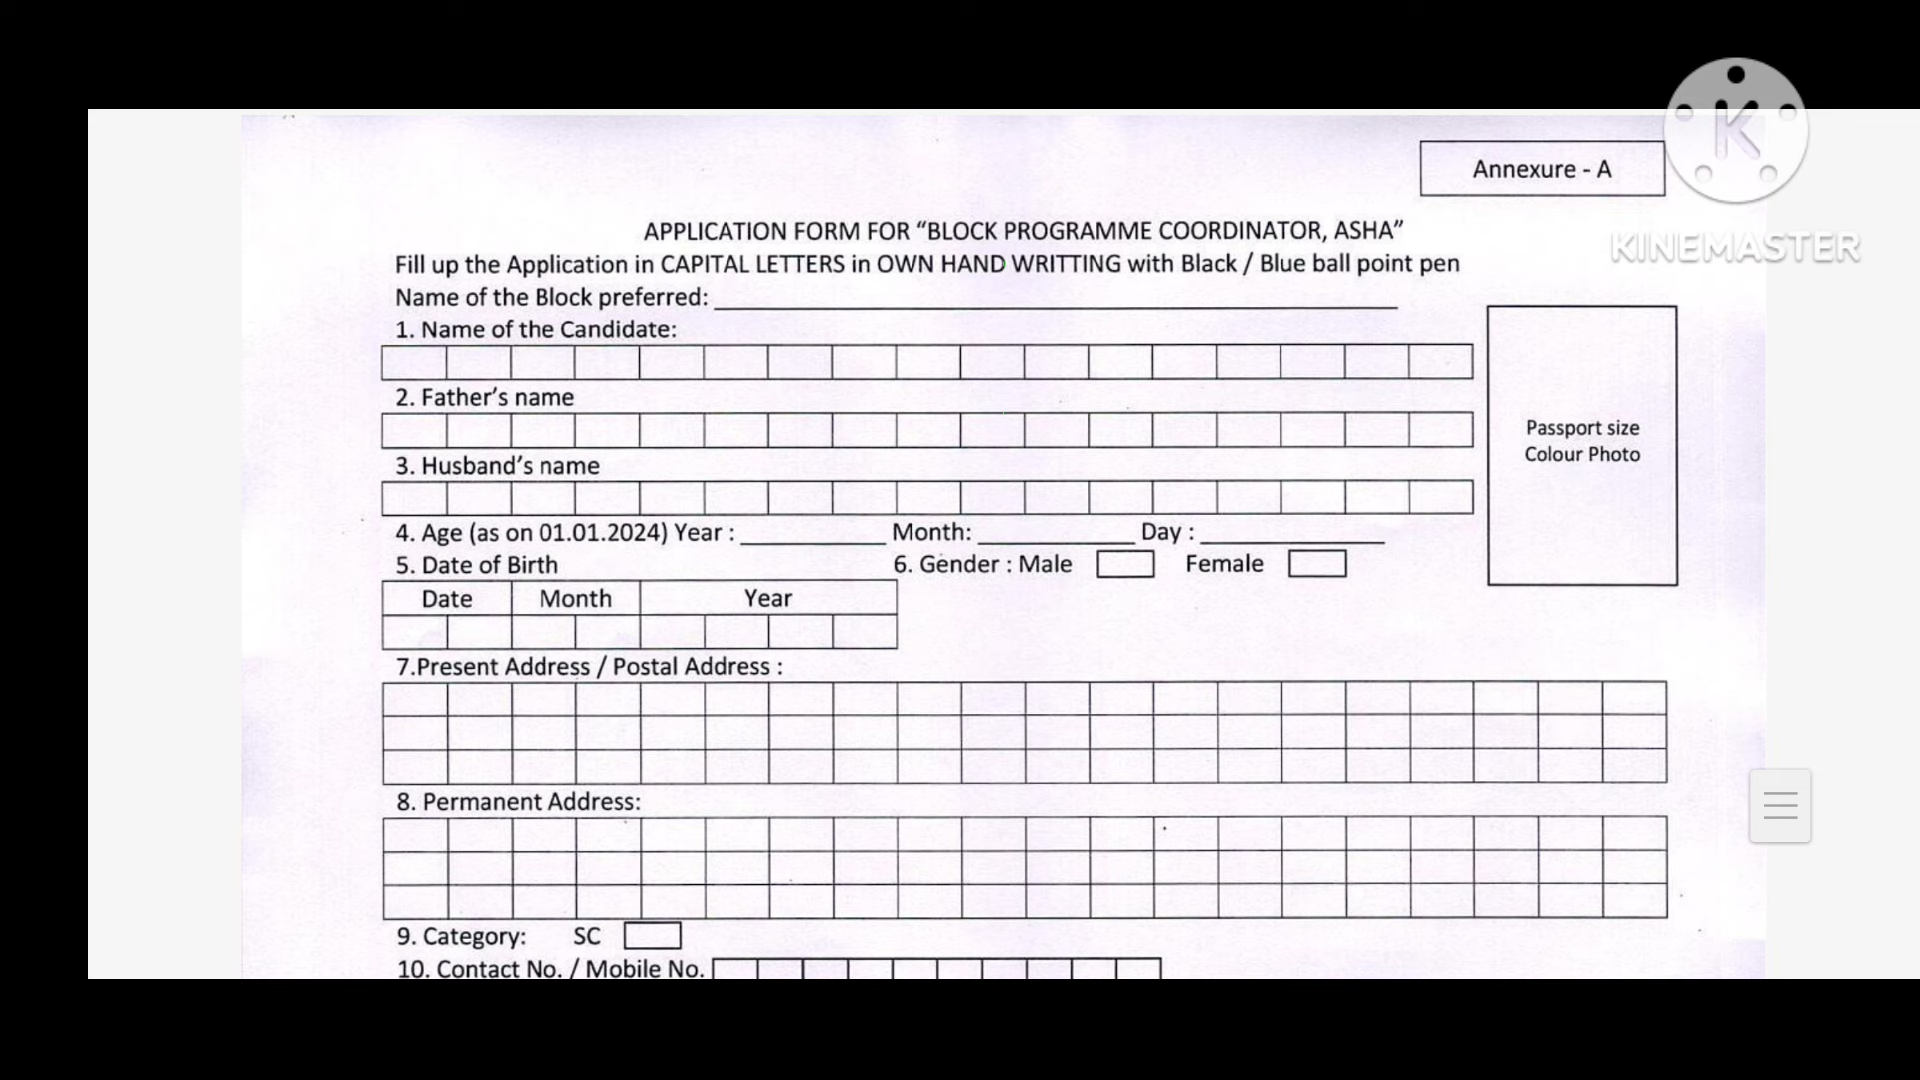 Annexure - A
KINEMASTER
APPLICATION FORM FOR “BLOCK PROGRAMME COORDINATOR, ASHA”
Fill up the Application in CAPITAL LETTERS in OWN HAND WRITTING with Black / Blue ball point pen
Name of the Block preferred:
1. Name of the Candidate:
2. Father’s name
3. Husband’s name
Passport size
Colour Photo
4. Age (as on 01.01.2024) Year : Month: Day :
5. Date of Birth 6. Gender : Male Female
Date Month Year
7.Present Address / Postal Address :
8. Permanent Address:
9. Category: SC
10. Contact No. / Mobile No.